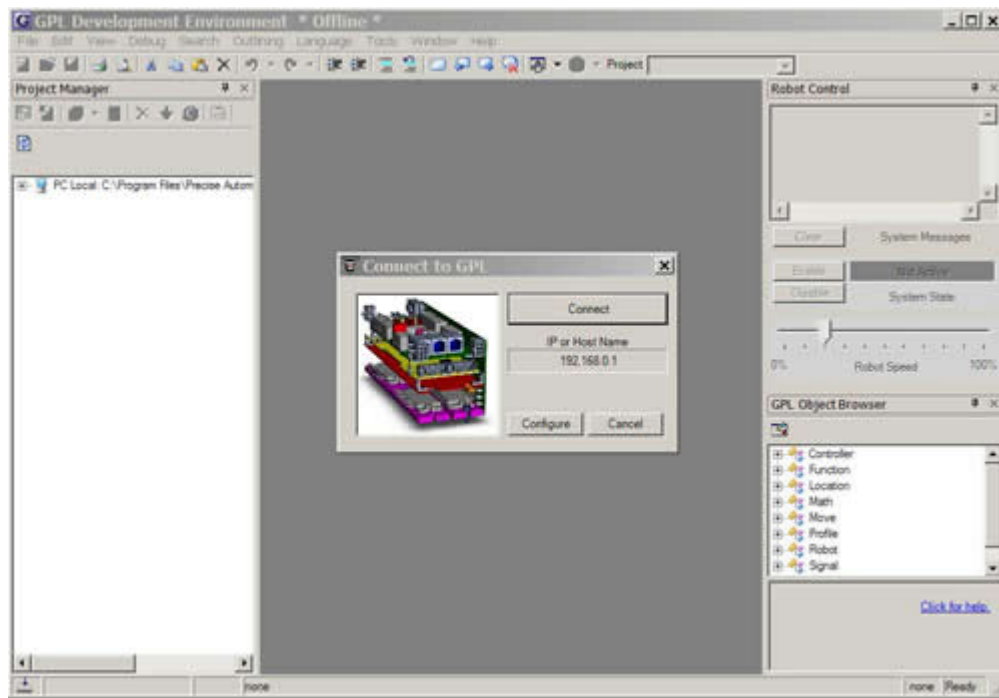 GPL Development Environment * Offline *
File Edit View Debug Search Outlining Language Tools Window Help
Project
Project Manager
Robot Control
PC Local: C:\Program Files\Precise Autom
Clear System Messages
Connect to GPL
Enable Not Active
Disable System State
Connect
IP or Host Name
192.168.0.1
0% Robot Speed 100%
Configure Cancel
GPL Object Browser
Controller
Function
Location
Math
Move
Profile
Robot
Signal
Click for help.
none none Ready